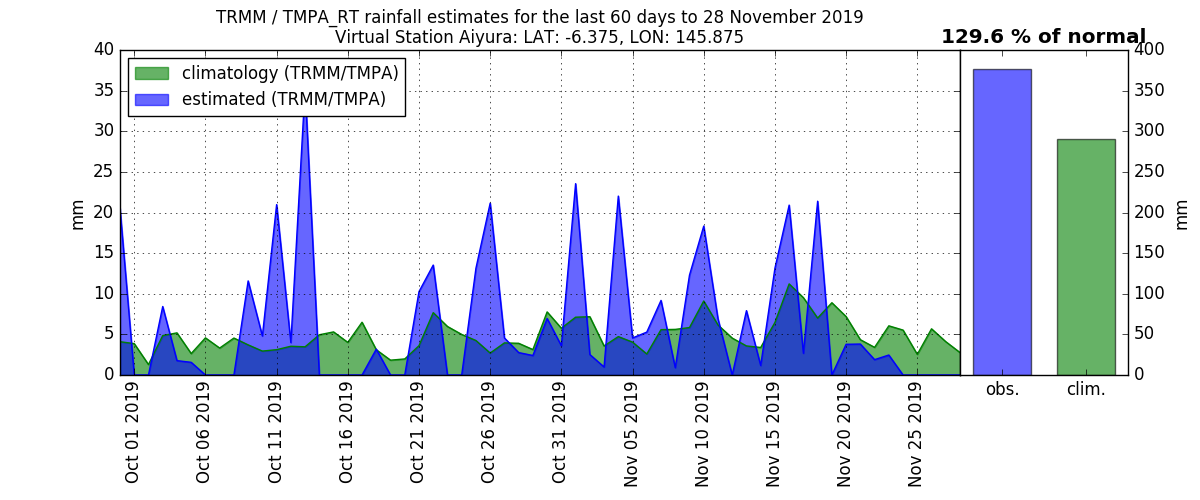 TRMM / TMPA_RT rainfall estimates for the last 60 days to 28 November 2019
Virtual Station Aiyura: LAT: -6.375, LON: 145.875
129.6 % of normal
climatology (TRMM/TMPA)
estimated (TRMM/TMPA)
40
35
30
25
20
15
10
5
0
mm
Oct 01 2019
Oct 06 2019
Oct 11 2019
Oct 16 2019
Oct 21 2019
Oct 26 2019
Oct 31 2019
Nov 05 2019
Nov 10 2019
Nov 15 2019
Nov 20 2019
Nov 25 2019
obs.
clim.
400
350
300
250
200
150
100
50
0
mm